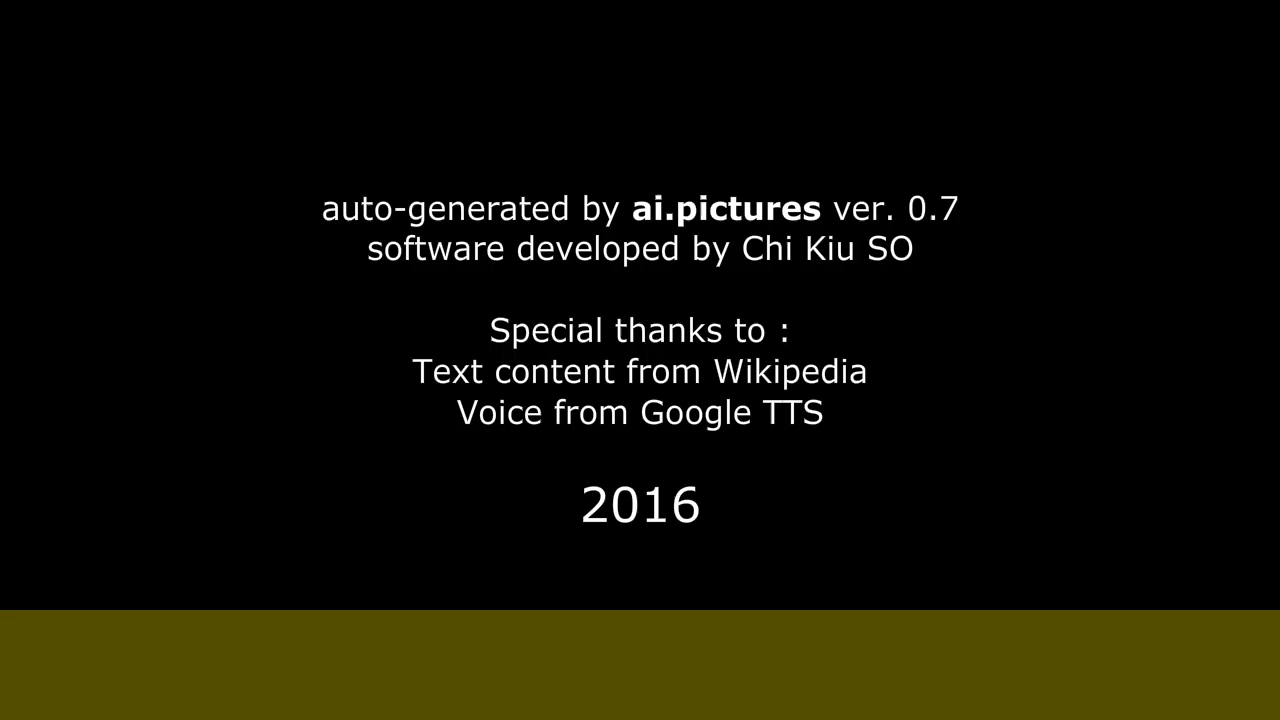 auto-generated by ai.pictures ver. 0.7
software developed by Chi Kiu SO
Special thanks to :
Text content from Wikipedia
Voice from Google TTS
2016